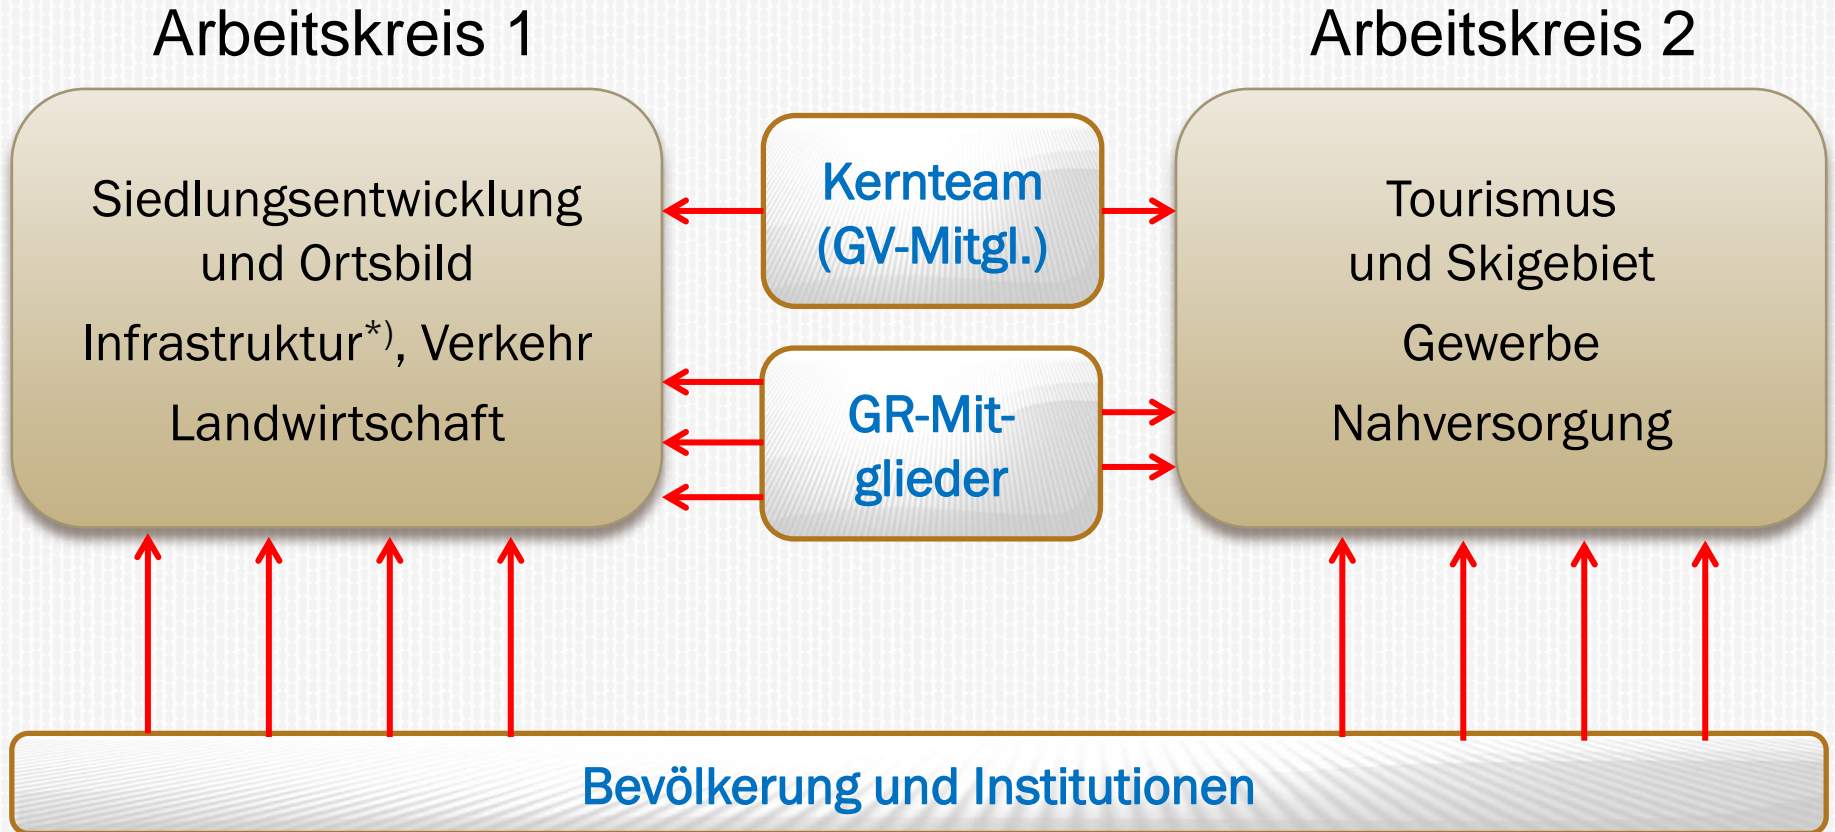 Arbeitskreis 1
Siedlungsentwicklung
und Ortsbild
Infrastruktur*), Verkehr
Landwirtschaft
Kernteam
(GV-Mitgl.)
GR-Mit-
glieder
Arbeitskreis 2
Tourismus
und Skigebiet
Gewerbe
Nahversorgung
Bevölkerung und Institutionen